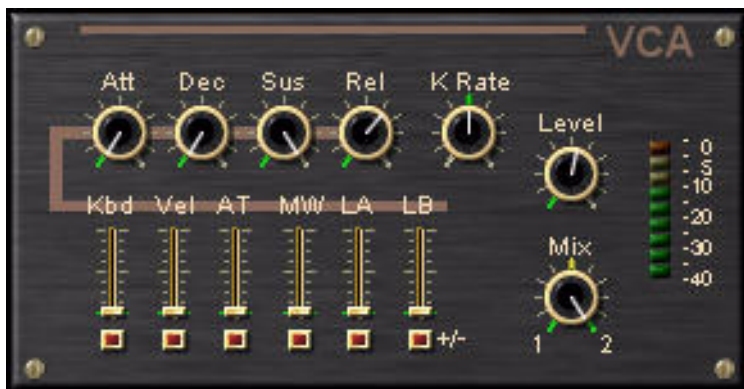 VCA
Att Dec Sus Rel K Rate
Level
0
5
-10
-20
-30
-40
Kbd Vel AT MW LA LB
Mix
+/-
1 2